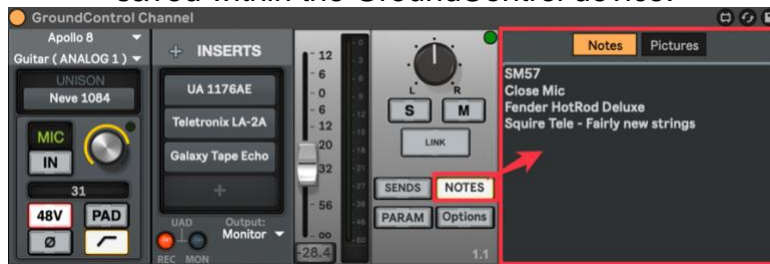 saved within the GroundControl device.
GroundControl Channel
Apollo 8
Guitar ( ANALOG 1 )
UNISON
Neve 1084
MIC
IN
31
48V
PAD
Ø
+ INSERTS
UA 1176AE
Teletronix LA-2A
Galaxy Tape Echo
+
UAD
Output:
Monitor
REC MON
12
6
0
6
12
20
32
56
00
-28.4
L R
S M
LINK
SENDS NOTES
PARAM Options
1.1
Notes Pictures
SM57
Close Mic
Fender HotRod Deluxe
Squire Tele - Fairly new strings